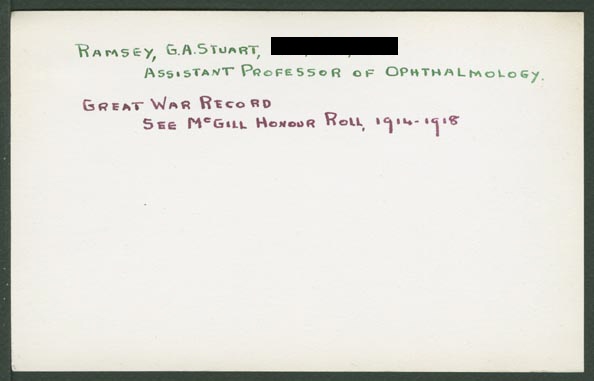 Ramsey, G.A. Stuart,
Assistant Professor of Ophthalmology.
Great War Record
See McGill Honour Roll, 1914-1918